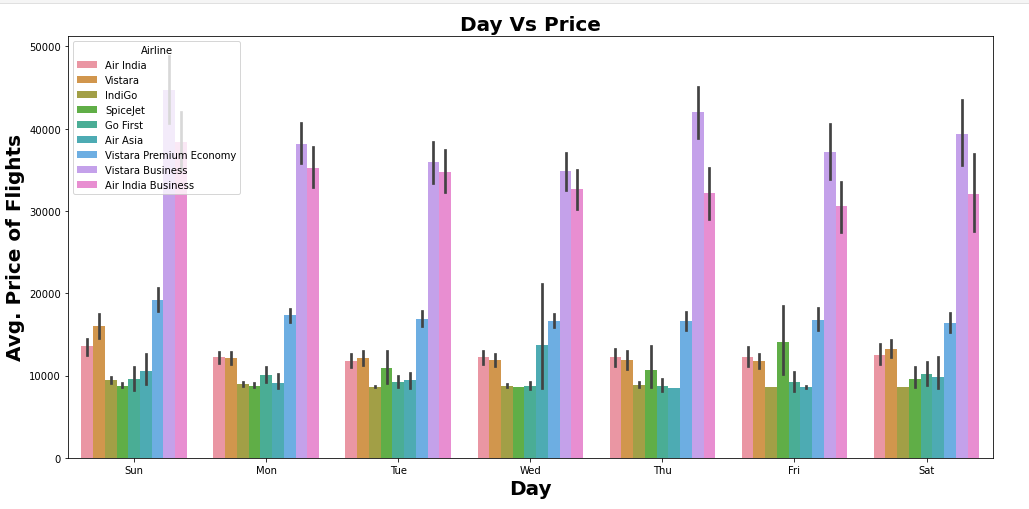 Day Vs Price
Avg. Price of Flights
50000
40000
30000
20000
10000
0
Airline
Air India
Vistara
IndiGo
SpiceJet
Go First
Air Asia
Vistara Premium Economy
Vistara Business
Air India Business
Sun Mon Tue Wed Thu Fri Sat
Day